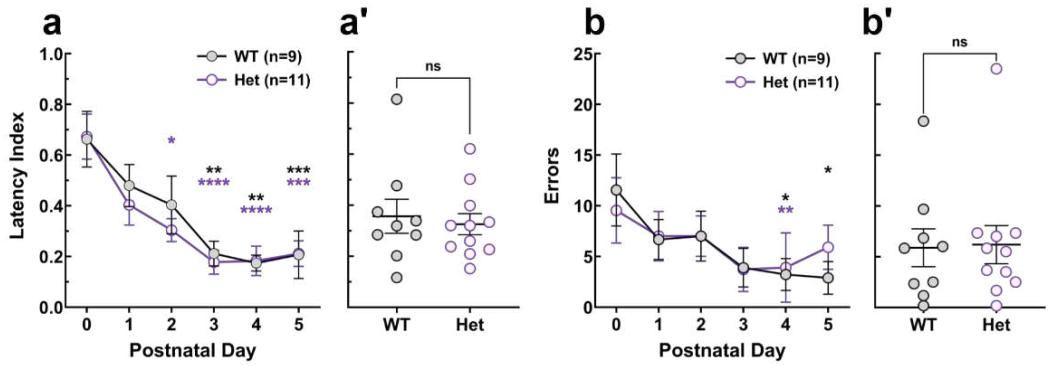 a
a'
b
b'
WT (n=9)
Het (n=11)
1.0
0.8
0.6
0.4
0.2
0.0
Latency Index
*
**
****
**
****
***
***
0 1 2 3 4 5
Postnatal Day
ns
WT Het
WT (n=9)
Het (n=11)
25
20
15
10
5
0
Errors
*
**
*
0 1 2 3 4 5
Postnatal Day
ns
WT Het